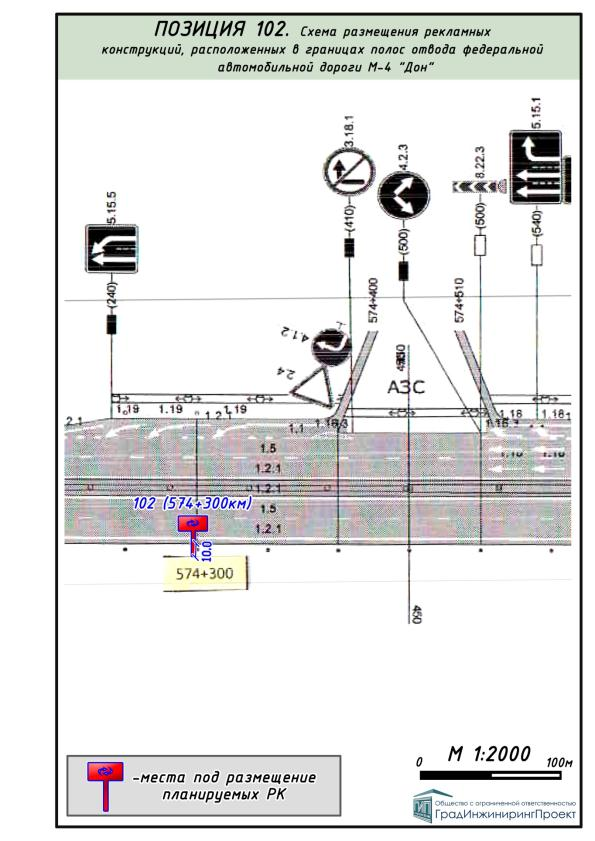 ПОЗИЦИЯ 102. Схема размещения рекламных
конструкций, расположенных в границах полос отвода федеральной
автомобильной дороги М-4 "Дон"
5.15.5
(240)
3.18.1
(410)
4.2.3
(500)
8.22.3
(500)
5.15.1
(540)
574+400
574+510
4.1.2
2.4
АЗС
1.19 1.19 1.2.1 1.19
2.1
1.1
1.16.3
1.18 1.18
1.5
1.2.1
1.2.1
102 (574+300км)
1.5
1.2.1
10.0
574+300
450
М 1:2000
0 100м
-места под размещение
планируемых РК
Общество с ограниченной ответственностью
ГрадИнжинирингПроект